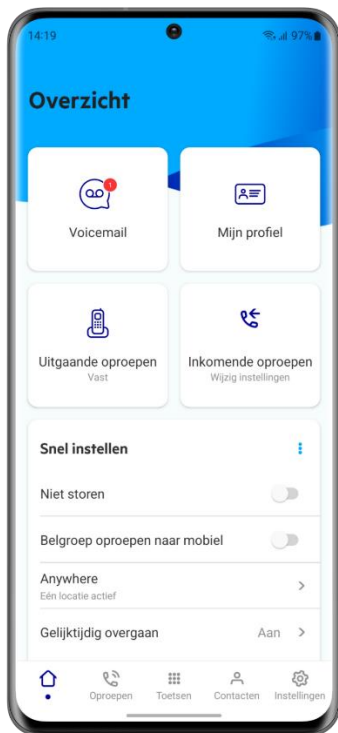 14:19 97%
Overzicht
1
Voicemail Mijn profiel
Uitgaande oproepen Inkomende oproepen
Vast Wijzig instellingen
Snel instellen
Niet storen
Belgroep oproepen naar mobiel
Anywhere
Eén locatie actief
Gelijktijdig overgaan Aan
Oproepen Toetsen Contacten Instellingen